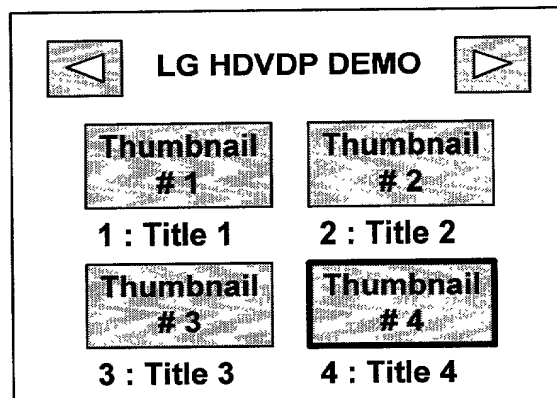 LG HDVDP DEMO
Thumbnail
# 1
Thumbnail
# 2
1 : Title 1
2 : Title 2
Thumbnail
# 3
Thumbnail
# 4
3 : Title 3
4 : Title 4